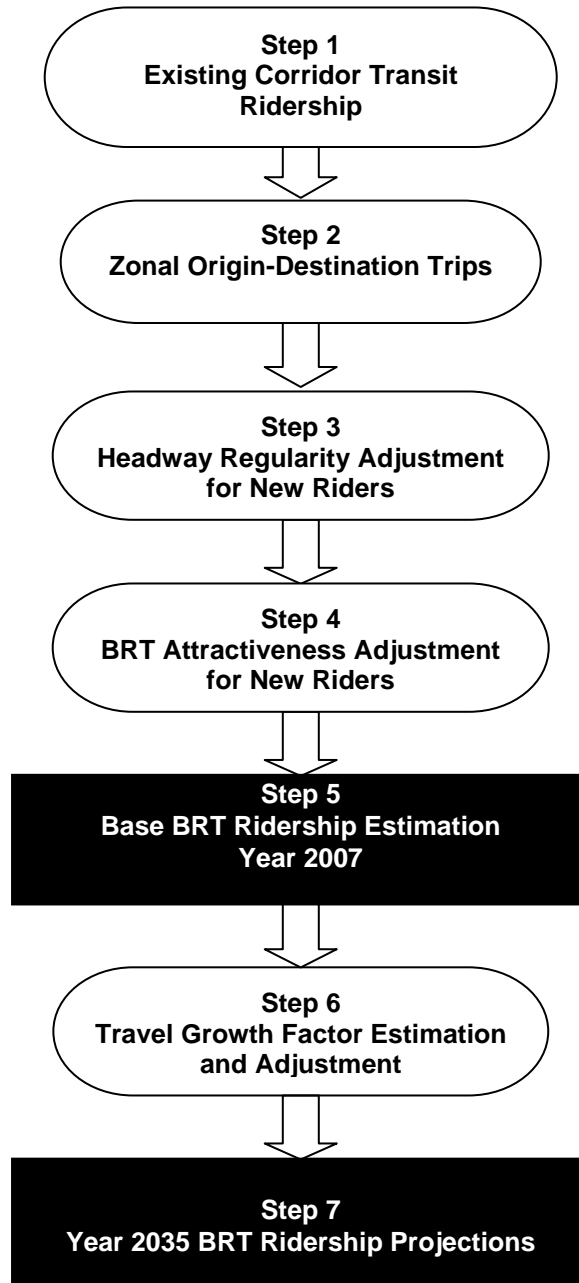 Step 1
Existing Corridor Transit
Ridership
Step 2
Zonal Origin-Destination Trips
Step 3
Headway Regularity Adjustment
for New Riders
Step 4
BRT Attractiveness Adjustment
for New Riders
Step 5
Base BRT Ridership Estimation
Year 2007
Step 6
Travel Growth Factor Estimation
and Adjustment
Step 7
Year 2035 BRT Ridership Projections